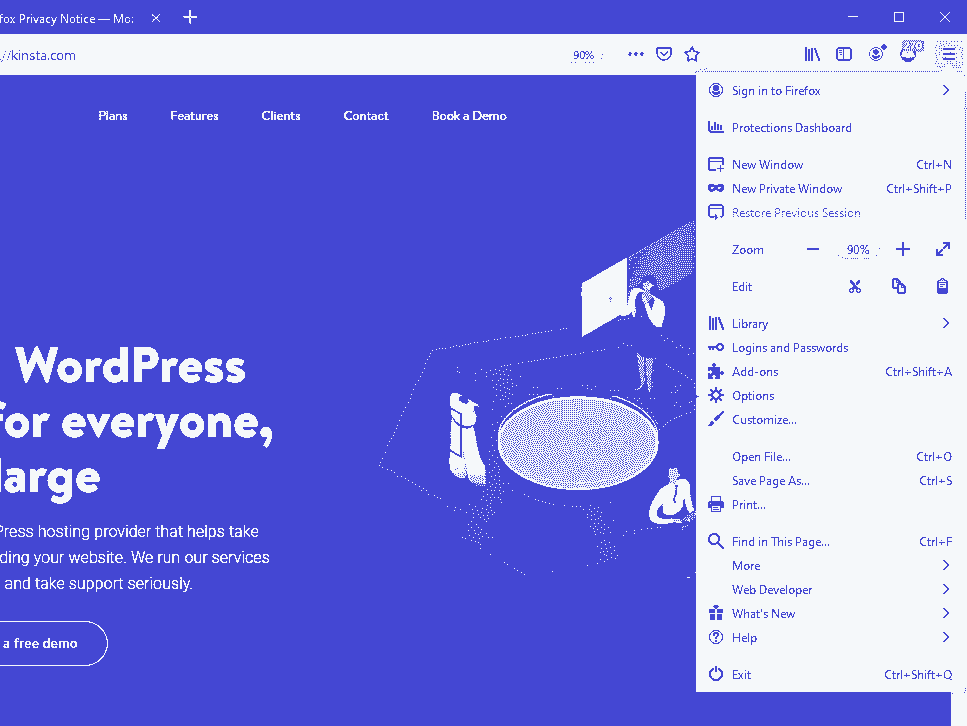 fox Privacy Notice — Mo:
://kinsta.com
90%
270
Plans Features Clients Contact Book a Demo
WordPress
for everyone,
large
Press hosting provider that helps take
ding your website. We run our services
and take support seriously.
a free demo
Sign in to Firefox
Protections Dashboard
New Window Ctrl+N
New Private Window Ctrl+Shift+P
Restore Previous Session
Zoom 90%
Edit
Library
Logins and Passwords
Add-ons Ctrl+Shift+A
Options
Customize...
Open File... Ctrl+O
Save Page As... Ctrl+S
Print...
Find in This Page... Ctrl+F
More
Web Developer
What's New
Help
Exit Ctrl+Shift+Q